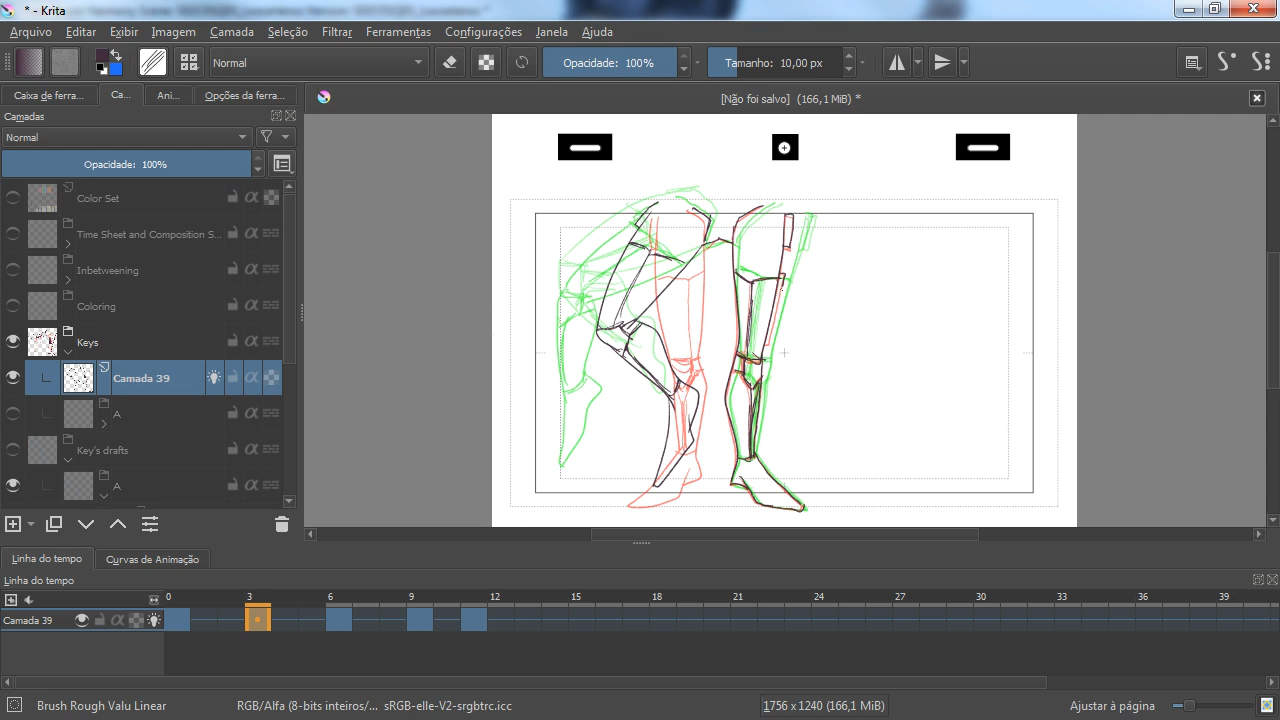 * - Krita
Arquivo Editar Exibir Imagem Camada Seleção Filtrar Ferramentas Configurações Janela Ajuda
Normal Opacidade: 100% Tamanho: 10,00 px
Caixa de ferra... Ca... Ani... Opções da ferra...
[Não foi salvo] (166,1 MiB) *
Camadas
Normal
Opacidade: 100%
Color Set
Time Sheet and Composition S...
Inbetweening
Coloring
Keys
Camada 39
A
Key's drafts
A
Linha do tempo Curvas de Animação
Linha do tempo
0 3 6 9 12 15 18 21 24 27 30 33 36 39
Camada 39
Brush Rough Valu Linear RGB/Alfa (8-bits inteiros/... sRGB-elle-V2-srgbtrc.icc 1756 x 1240 (166,1 MiB) Ajustar à página